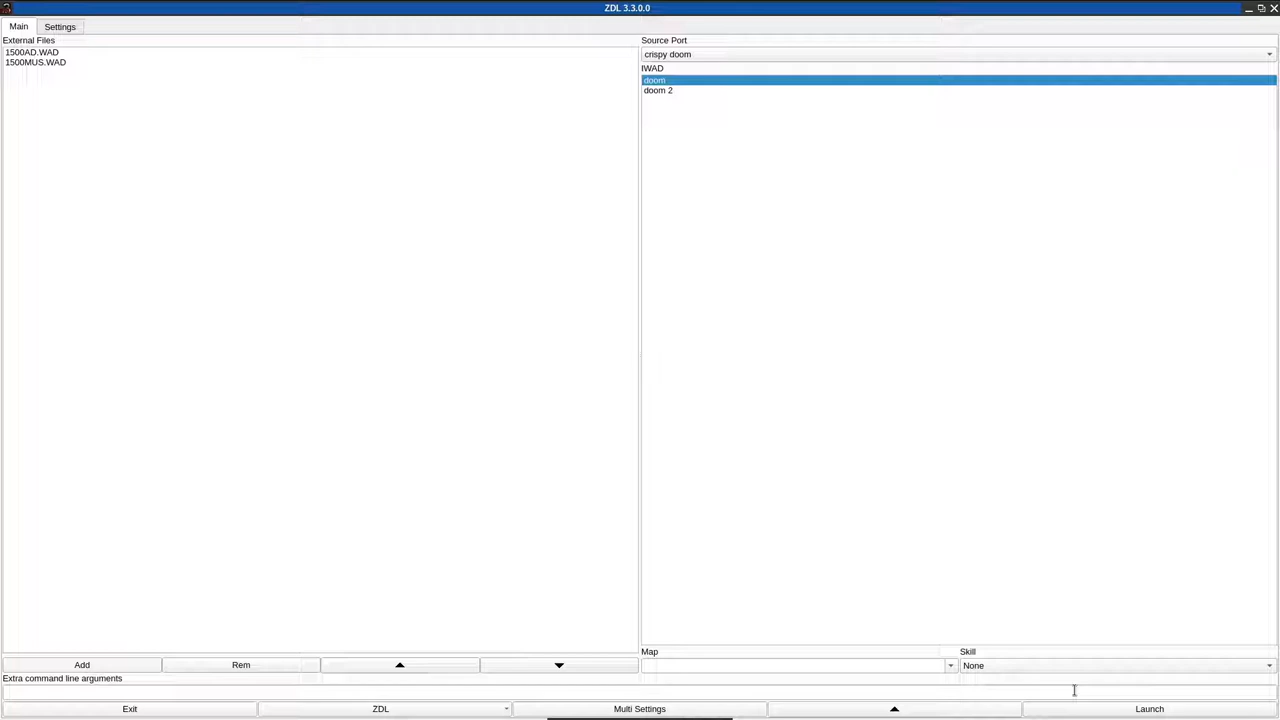 ZDL 3.3.0.0
Main Settings
External Files
1500AD.WAD
1500MUS.WAD
Source Port
crispy doom
IWAD
doom
doom 2
Add Rem
Map Skill
None
Extra command line arguments
Exit ZDL Multi Settings Launch